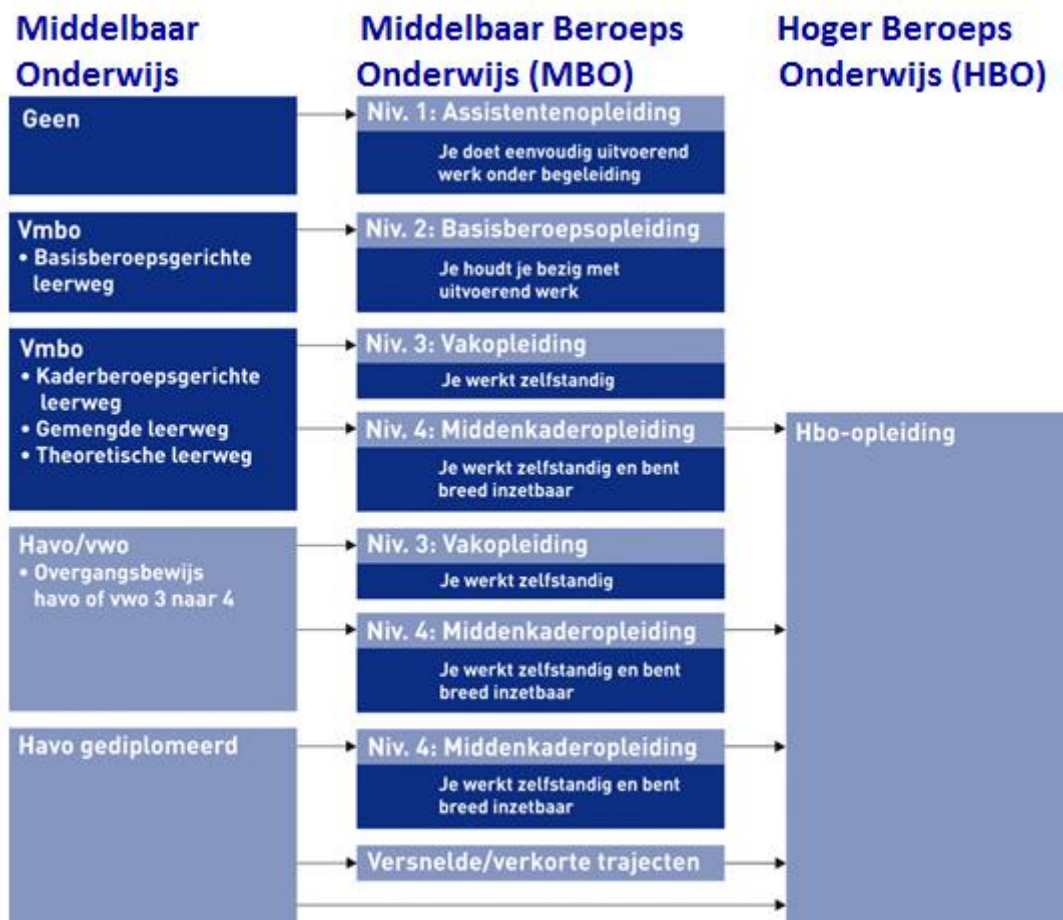 Middelbaar
Onderwijs
Middelbaar Beroeps
Onderwijs (MBO)
Hoger Beroeps
Onderwijs (HBO)
Geen
Niv. 1: Assistentenopleiding
Je doet eenvoudig uitvoerend
werk onder begeleiding
Vmbo
• Basisberoepsgerichte
leerweg
Niv. 2: Basisberoepsopleiding
Je houdt je bezig met
uitvoerend werk
Vmbo
• Kaderberoepsgerichte
leerweg
• Gemengde leerweg
• Theoretische leerweg
Niv. 3: Vakopleiding
Je werkt zelfstandig
Niv. 4: Middenkaderopleiding
Je werkt zelfstandig en bent
breed inzetbaar
Hbo-opleiding
Havo/vwo
• Overgangsbewijs
havo of vwo 3 naar 4
Niv. 3: Vakopleiding
Je werkt zelfstandig
Niv. 4: Middenkaderopleiding
Je werkt zelfstandig en bent
breed inzetbaar
Havo gediplomeerd
Niv. 4: Middenkaderopleiding
Je werkt zelfstandig en bent
breed inzetbaar
Versnelde/verkorte trajecten